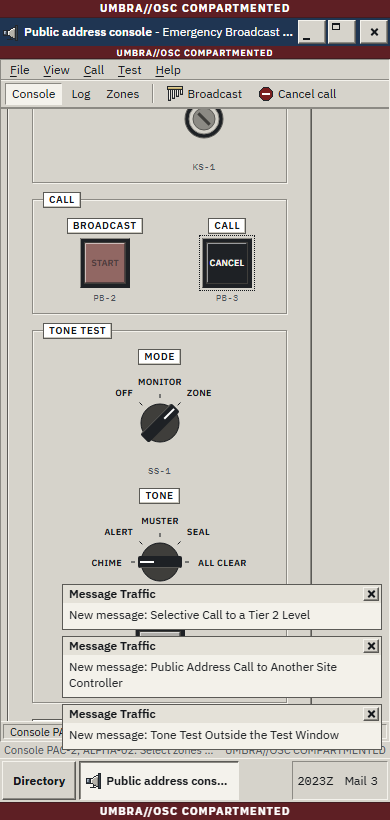 UMBRA//OSC COMPARTMENTED
Public address console - Emergency Broadcast ...
UMBRA//OSC COMPARTMENTED
File View Call Test Help
Console Log Zones Broadcast Cancel call
KS-1
CALL
BROADCAST CALL
START CANCEL
PB-2 PB-3
TONE TEST
MODE
MONITOR
OFF ZONE
SS-1
TONE
MUSTER
ALERT SEAL
CHIME ALL CLEAR
Message Traffic
New message: Selective Call to a Tier 2 Level
Message Traffic
New message: Public Address Call to Another Site
Controller
Message Traffic
New message: Tone Test Outside the Test Window
Console PAC-2, ALPHA-02: Select zones ... UMBRA//OSC COMPARTMENTED
Directory Public address cons... 2023Z Mail 3
UMBRA//OSC COMPARTMENTED